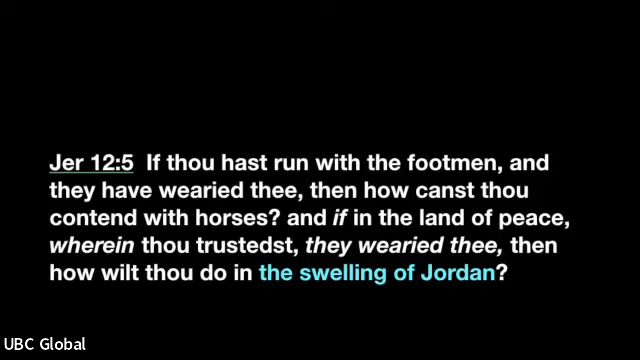 Jer 12:5 If thou hast run with the footmen, and
they have wearied thee, then how canst thou
contend with horses? and if in the land of peace,
wherein thou trustedst, they wearied thee, then
how wilt thou do in the swelling of Jordan?
UBC Global